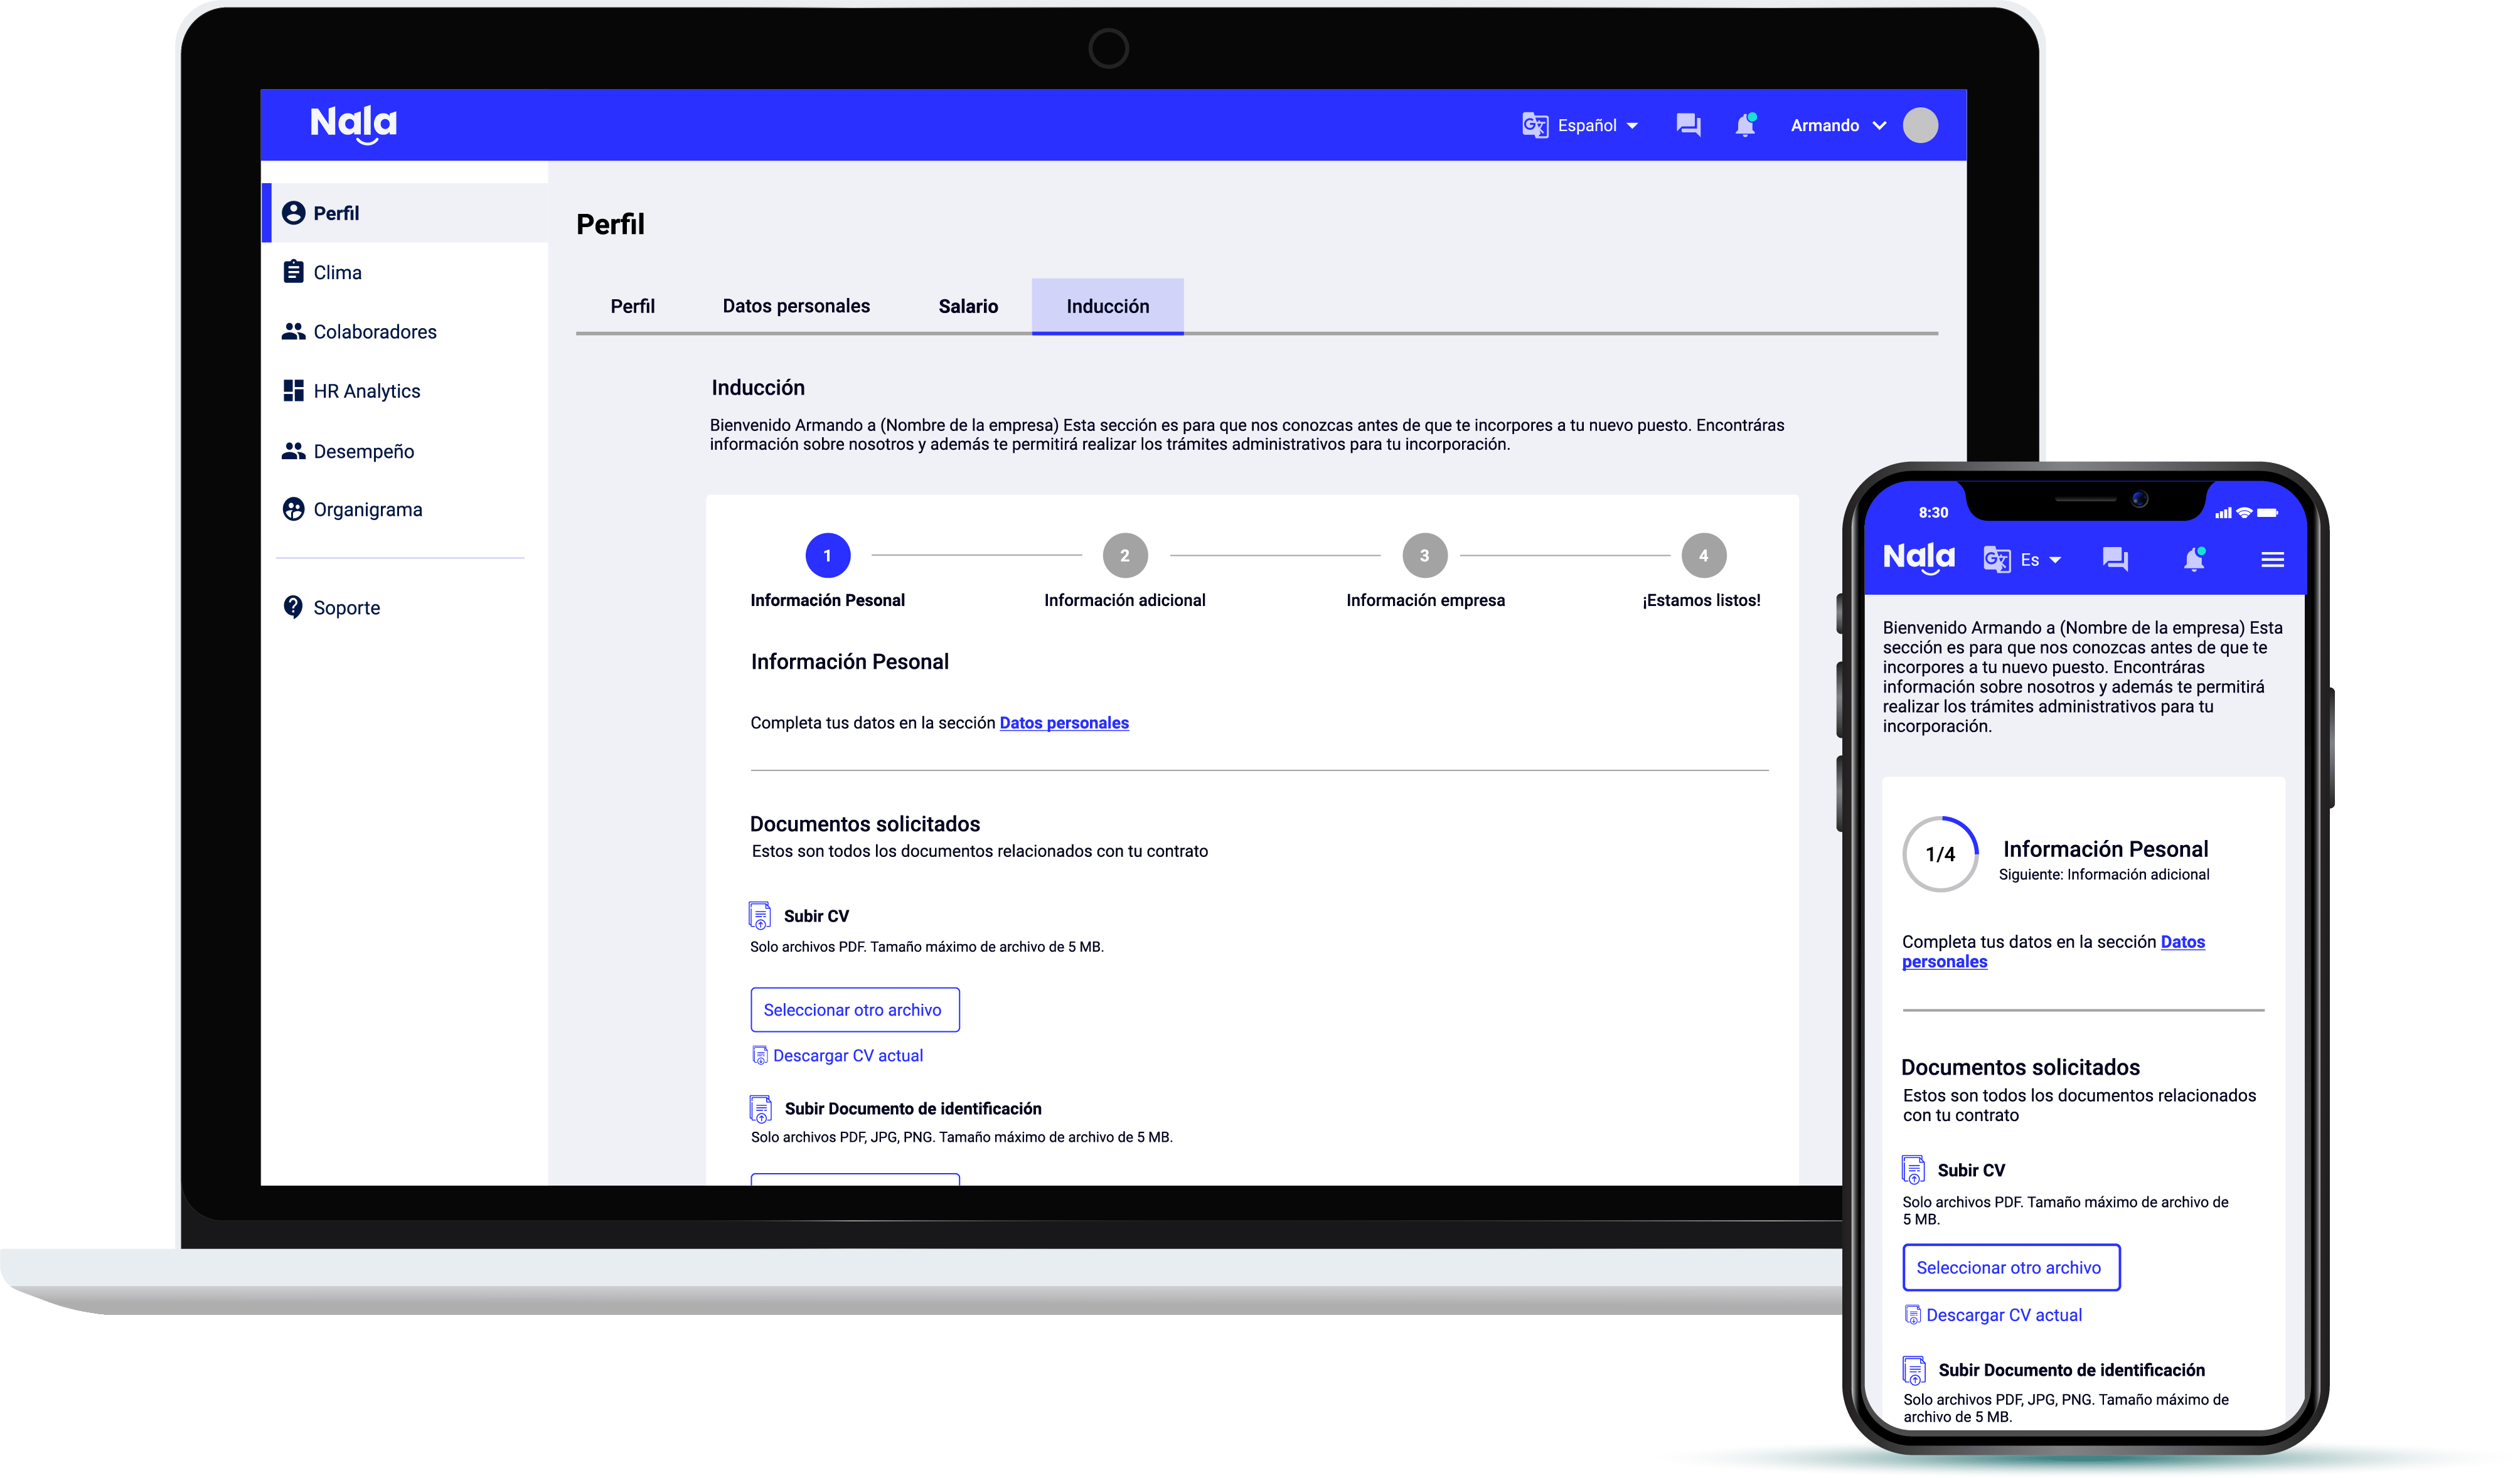 Nala
Español
Armando
Perfil
Clima
Colaboradores
HR Analytics
Desempeño
Organigrama
Soporte
Perfil
Perfil
Datos personales
Salario
Inducción
Inducción
Bienvenido Armando a (Nombre de la empresa) Esta sección es para que nos conozcas antes de que te incorpores a tu nuevo puesto. Encontráras
información sobre nosotros y además te permitirá realizar los trámites administrativos para tu incorporación.
1
2
3
4
Información Pesonal
Información adicional
Información empresa
¡Estamos listos!
Información Pesonal
Completa tus datos en la sección Datos personales
Documentos solicitados
Estos son todos los documentos relacionados con tu contrato
Subir CV
Solo archivos PDF. Tamaño máximo de archivo de 5 MB.
Seleccionar otro archivo
Descargar CV actual
Subir Documento de identificación
Solo archivos PDF, JPG, PNG. Tamaño máximo de archivo de 5 MB.
8:30
Nala
Es
Bienvenido Armando a (Nombre de la empresa) Esta
sección es para que nos conozcas antes de que te
incorpores a tu nuevo puesto. Encontráras
información sobre nosotros y además te permitirá
realizar los trámites administrativos para tu
incorporación.
1/4
Información Pesonal
Siguiente: Información adicional
Completa tus datos en la sección Datos
personales
Documentos solicitados
Estos son todos los documentos relacionados
con tu contrato
Subir CV
Solo archivos PDF. Tamaño máximo de archivo de
5 MB.
Seleccionar otro archivo
Descargar CV actual
Subir Documento de identificación
Solo archivos PDF, JPG, PNG. Tamaño máximo de
archivo de 5 MB.